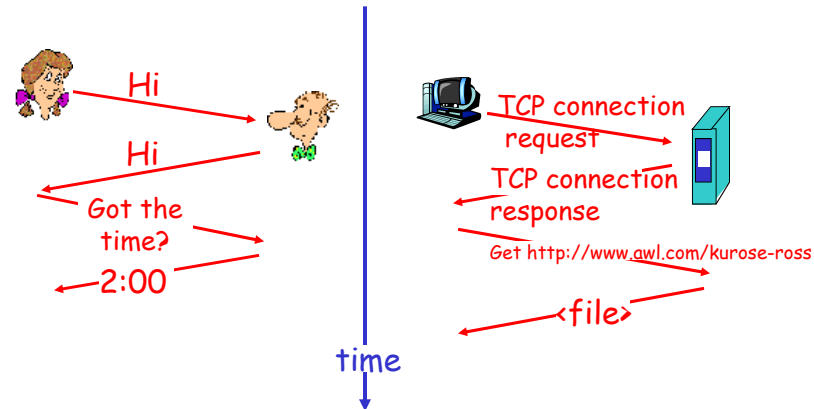 Hi
Hi
Got the
time?
2:00
TCP connection
request
TCP connection
response
Get http://www.awl.com/kurose-ross
<file>
time